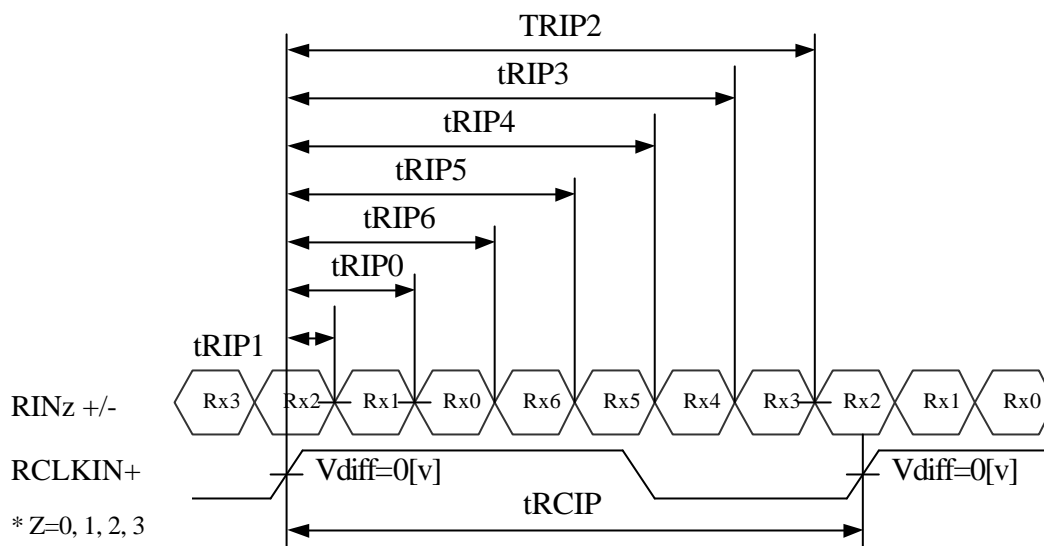 TRIP2
tRIP3
tRIP4
tRIP5
tRIP6
tRIP0
tRIP1
RINz +/- Rx3 Rx2 Rx1 Rx0 Rx6 Rx5 Rx4 Rx3 Rx2 Rx1 Rx0
RCLKIN+ Vdiff=0[v] Vdiff=0[v]
tRCIP
* Z=0, 1, 2, 3